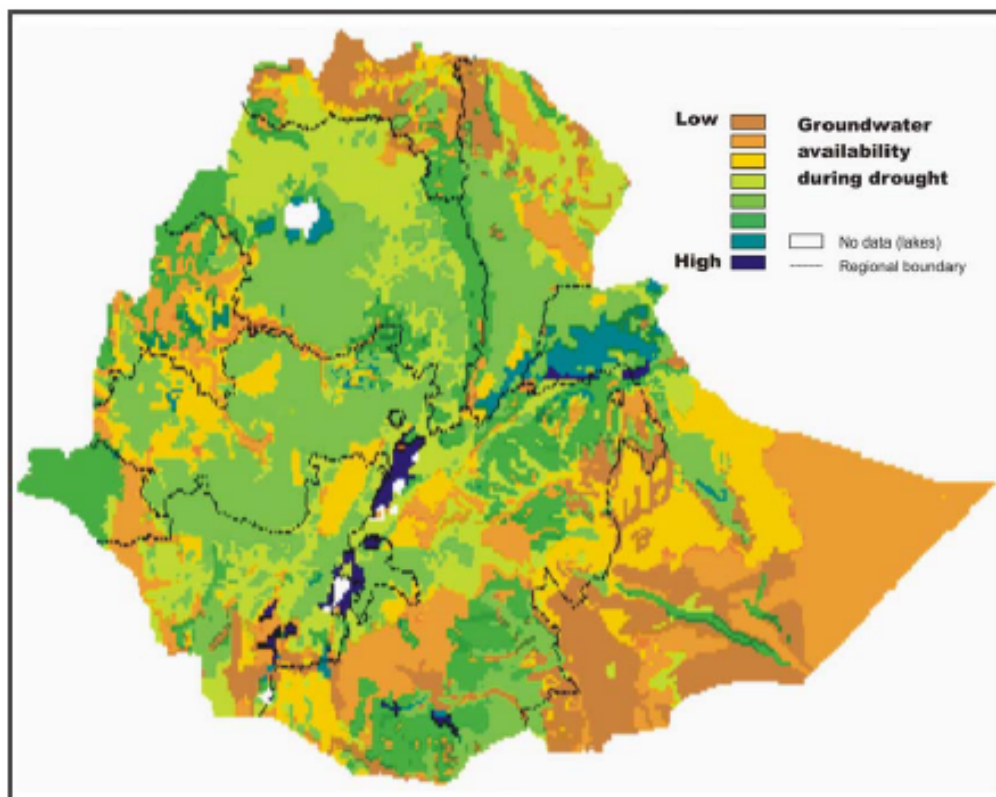 Low
Groundwater
availability
during drought
High
No data (lakes)
Regional boundary